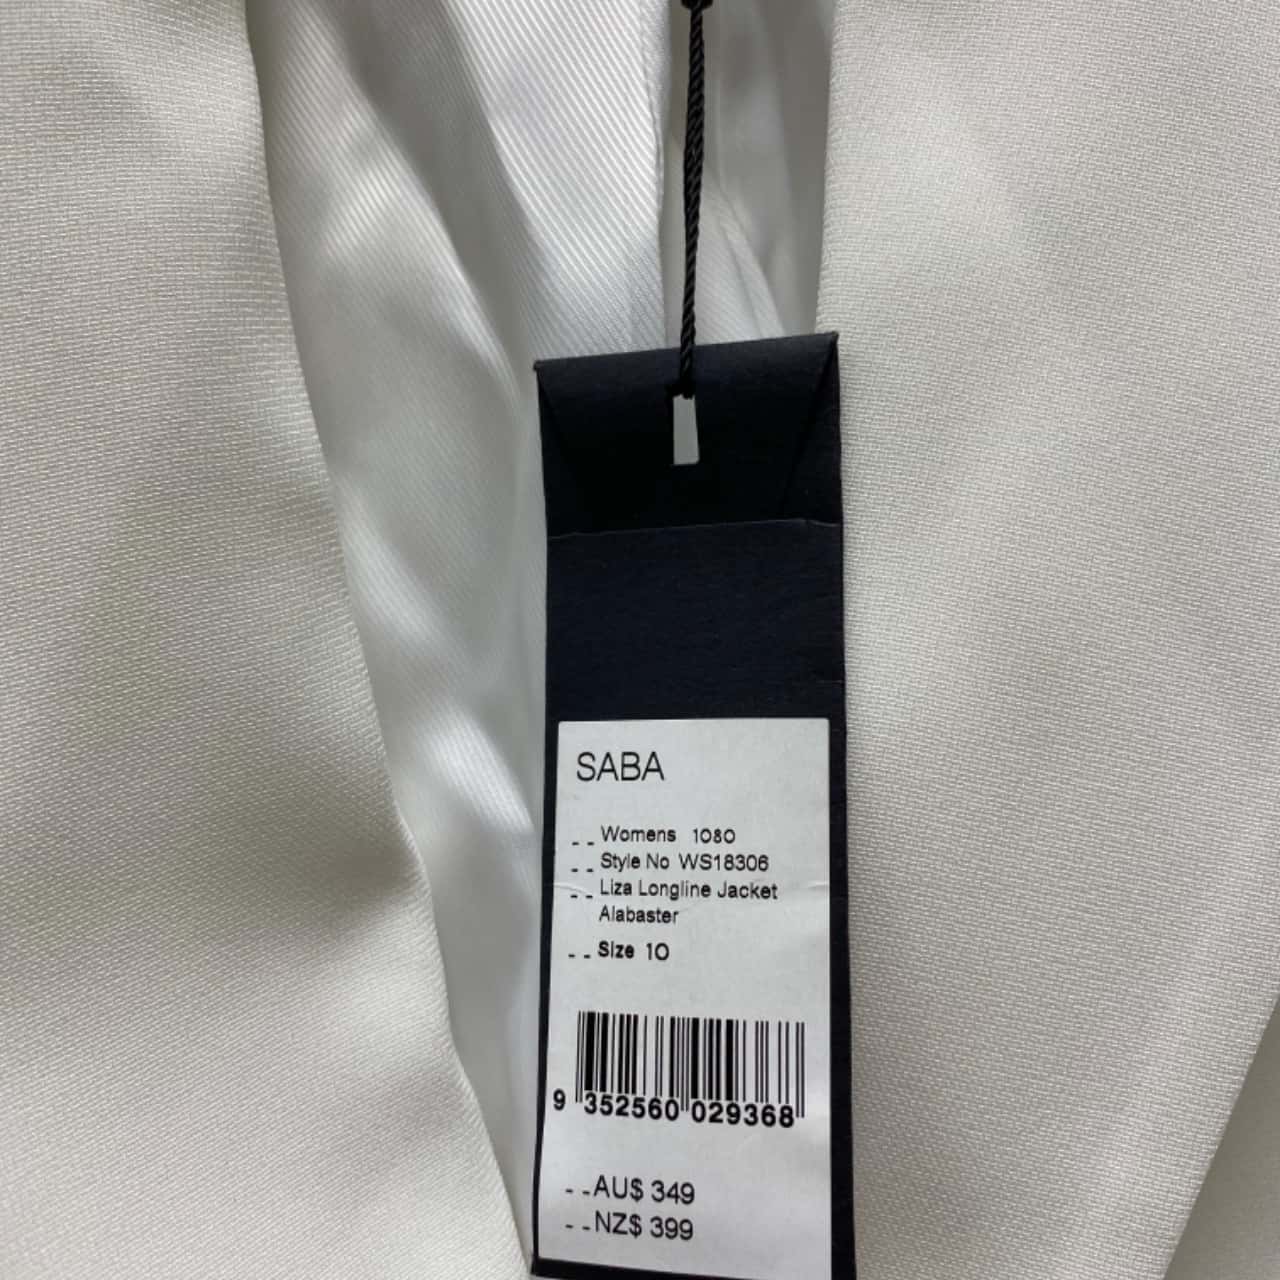 SABA
-- Womens 1080
-- Style No WS18306
-- Liza Longline Jacket
Alabaster
-- Size 10
9 352560 029368
-- AU$ 349
-- NZ$ 399